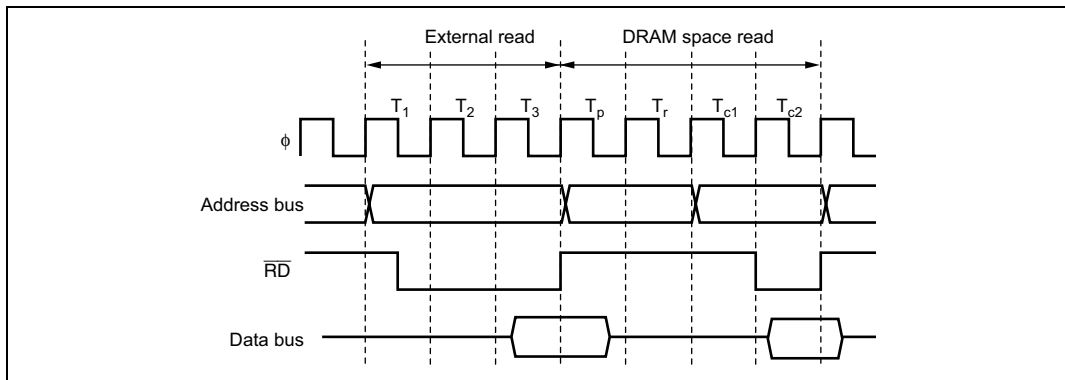 External read DRAM space read
T1 T2 T3 Tp Tr Tc1 Tc2
ϕ
Address bus
RD
Data bus